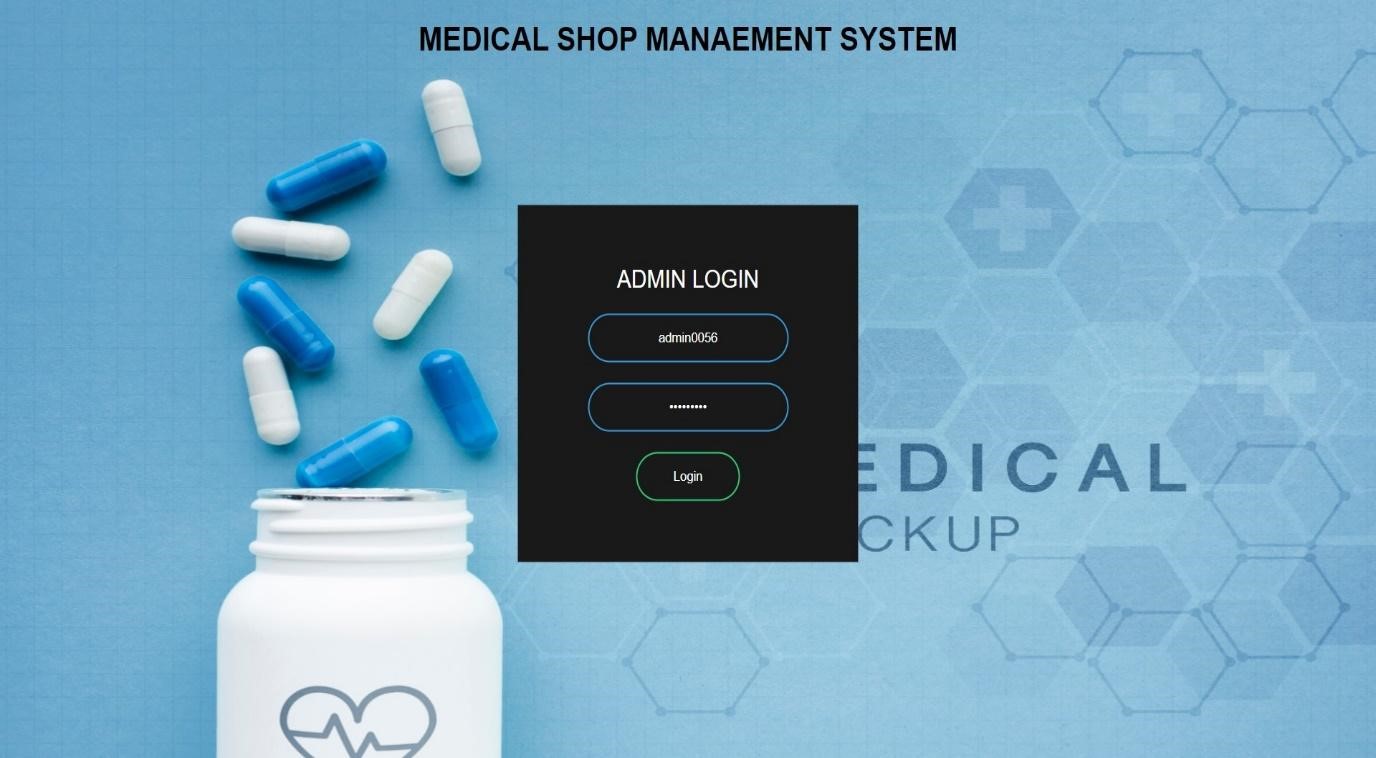 MEDICAL SHOP MANAEMENT SYSTEM
ADMIN LOGIN
admin0056
•••••••••
Login
EDICAL
CKUP